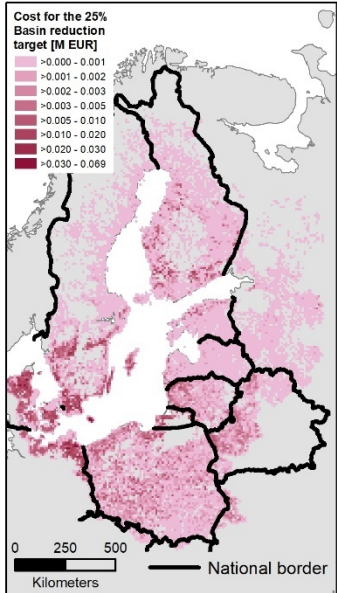 Cost for the 25%
Basin reduction
target [M EUR]
>0.000 - 0.001
>0.001 - 0.002
>0.002 - 0.003
>0.003 - 0.005
>0.005 - 0.010
>0.010 - 0.020
>0.020 - 0.030
>0.030 - 0.069
0 250 500
Kilometers
National border